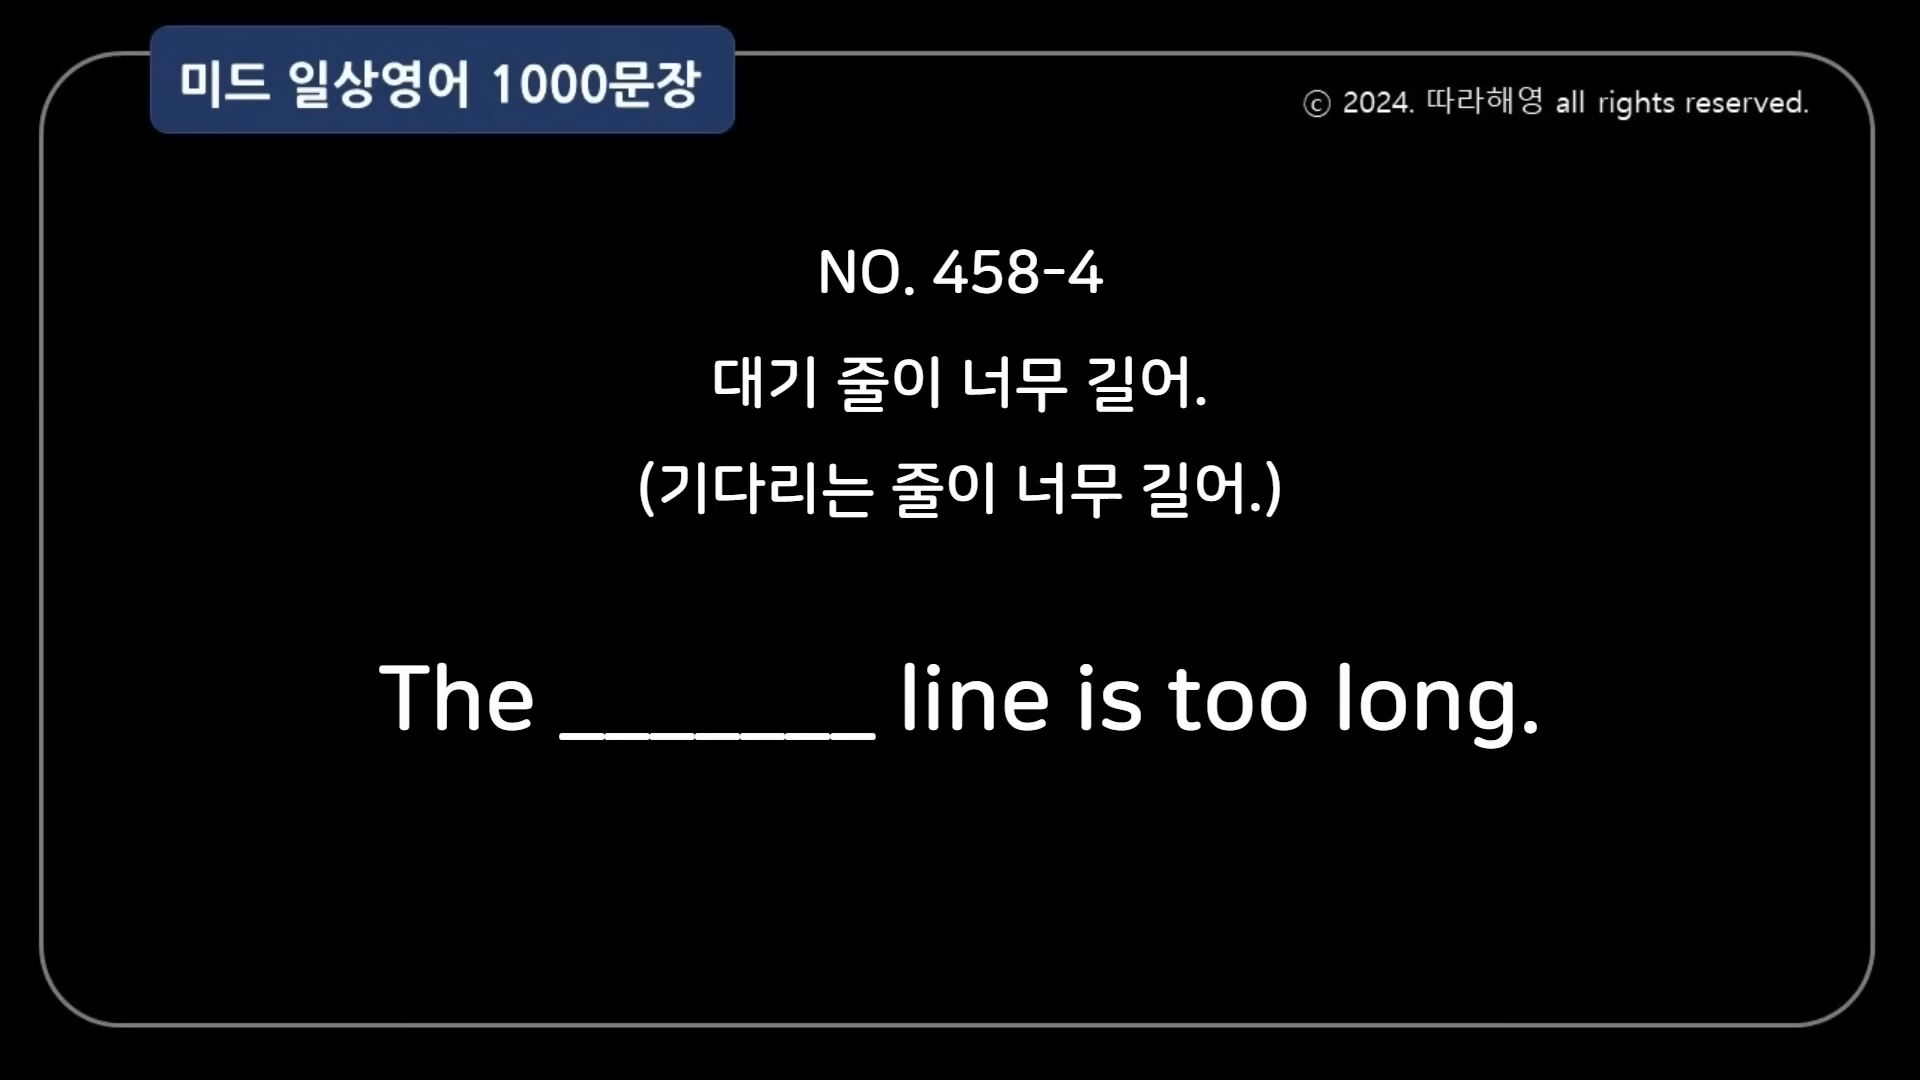 미드 일상영어 1000문장
ⓒ 2024. 따라해영 all rights reserved.
NO. 458-4
대기 줄이 너무 길어.
(기다리는 줄이 너무 길어.)
The _______ line is too long.